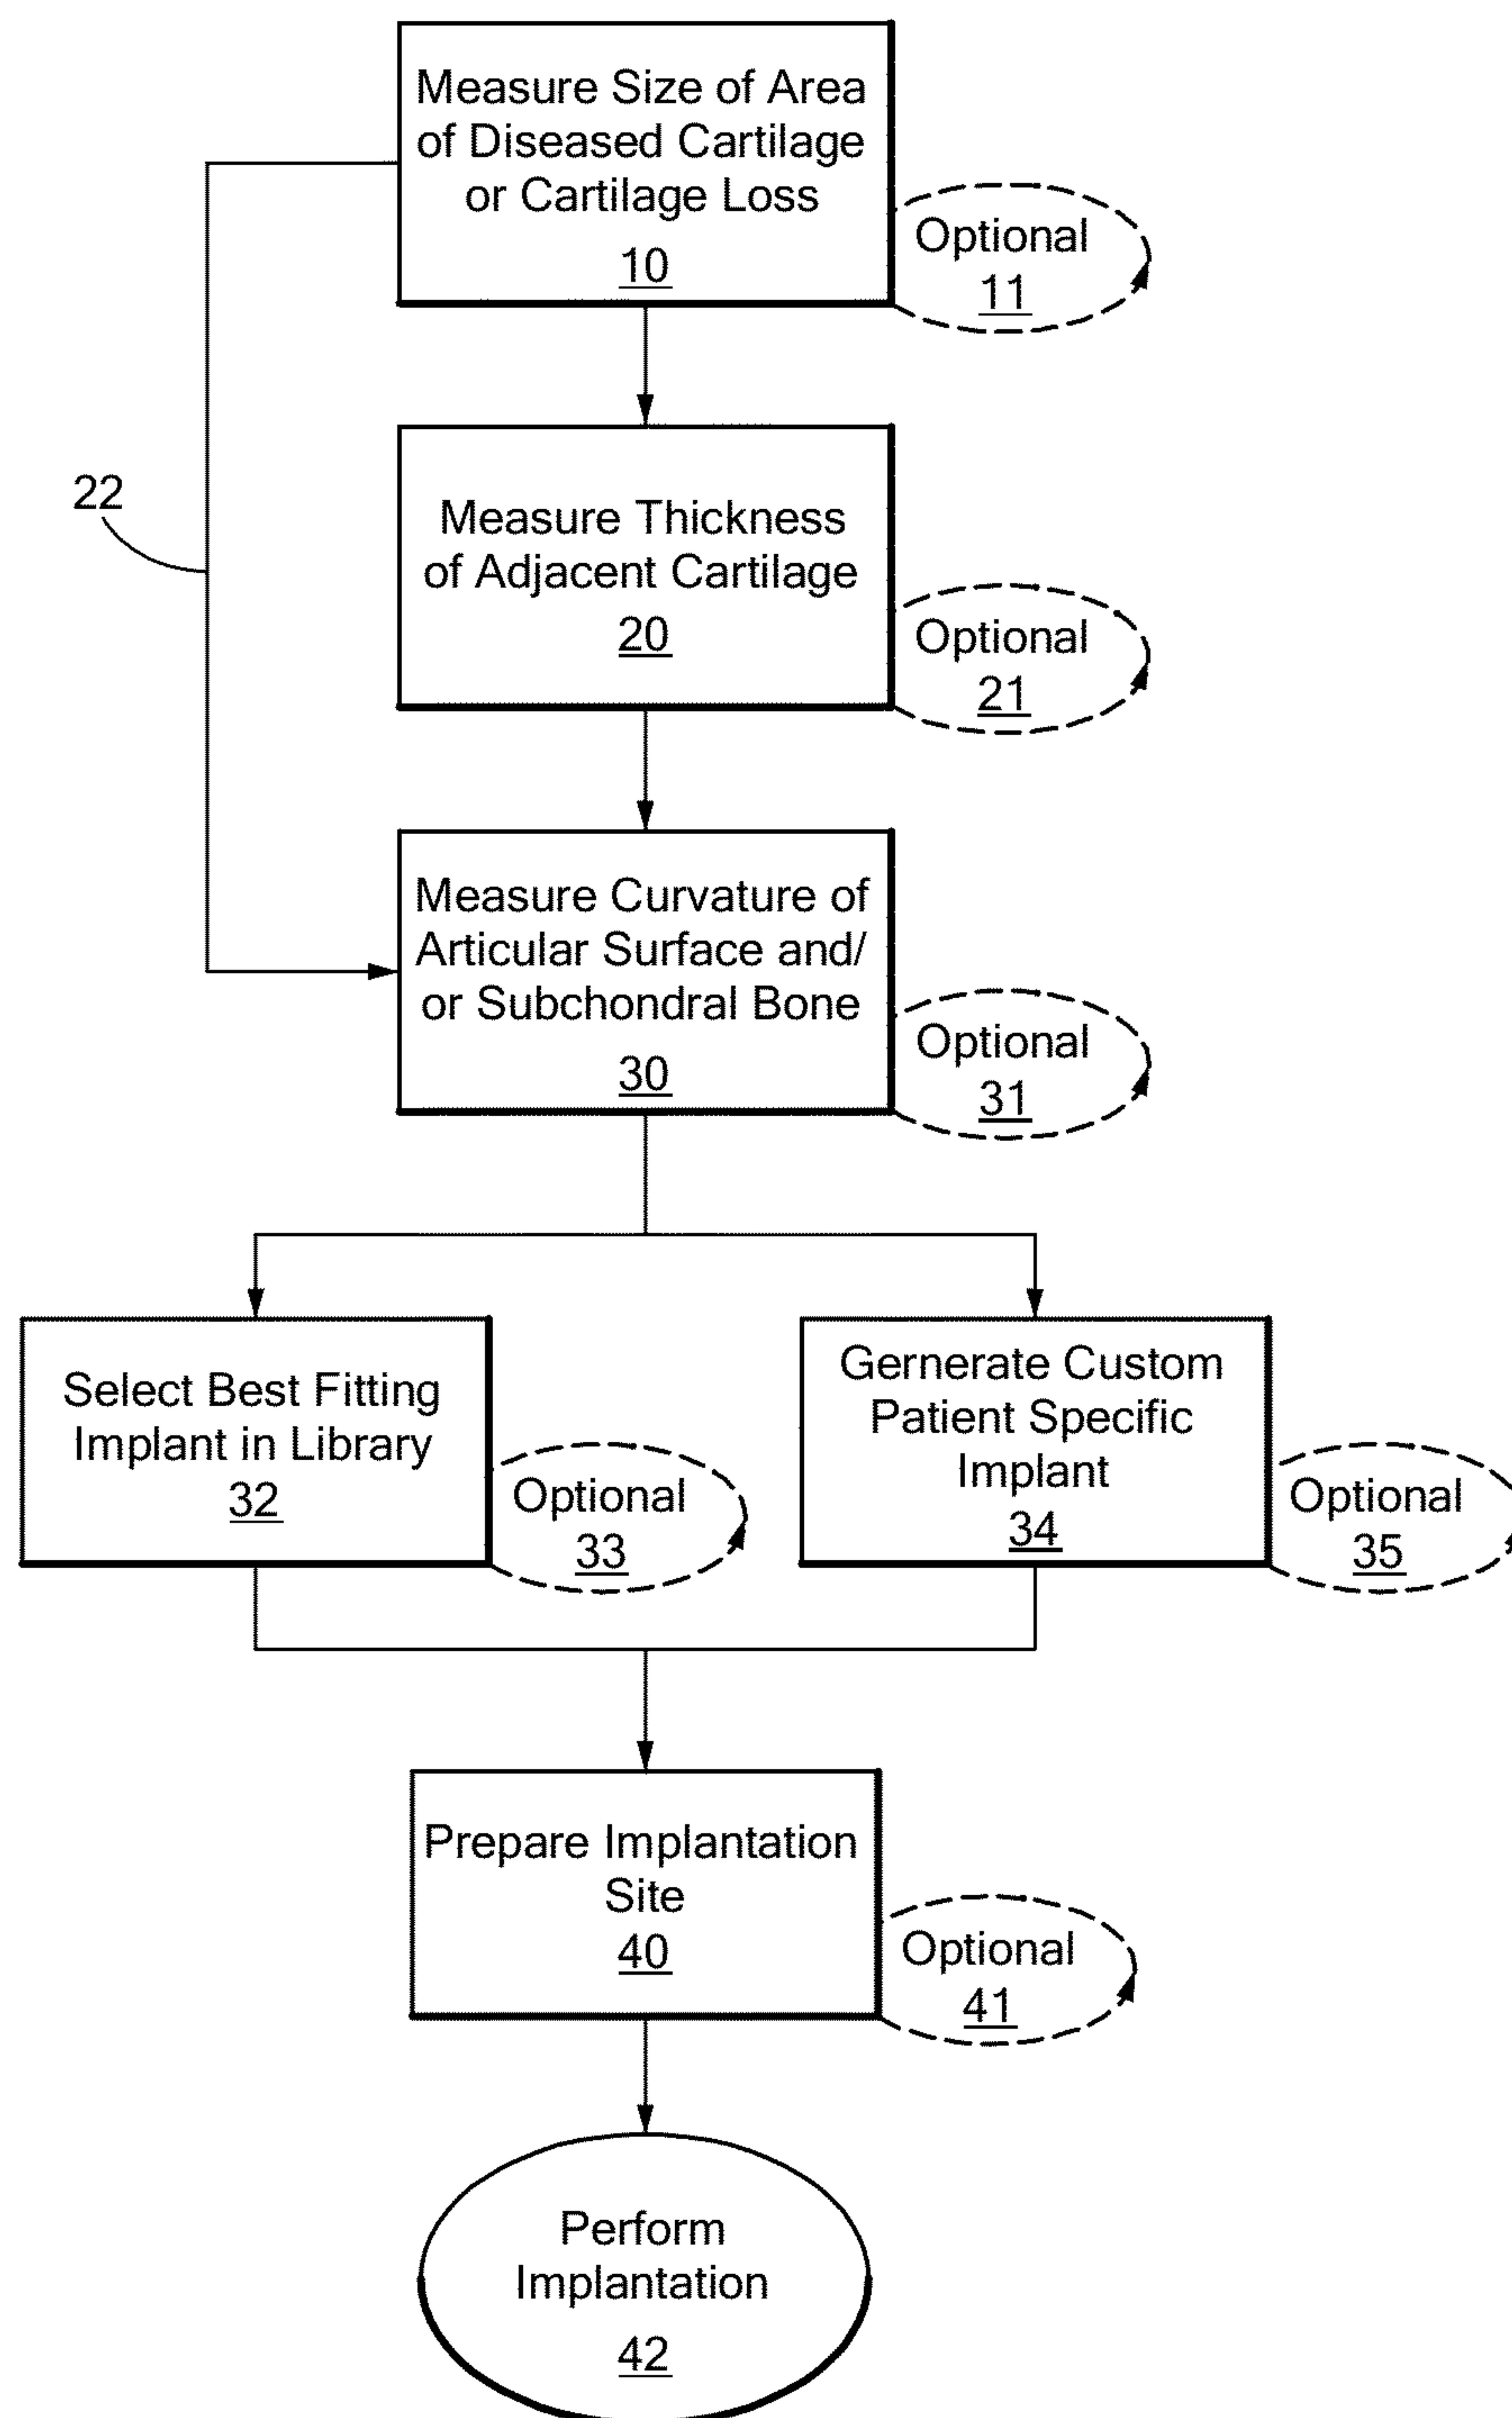 Measure Size of Area
of Diseased Cartilage
or Cartilage Loss
10
Optional
11
22
Measure Thickness
of Adjacent Cartilage
20
Optional
21
Measure Curvature of
Articular Surface and/
or Subchondral Bone
30
Optional
31
Select Best Fitting
Implant in Library
32
Optional
33
Gernerate Custom
Patient Specific
Implant
34
Optional
35
Prepare Implantation
Site
40
Optional
41
Perform
Implantation
42